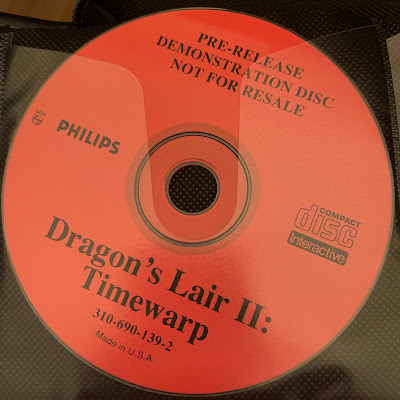 PRE-RELEASE
DEMONSTRATION DISC
NOT FOR RESALE
PHILIPS
COMPACT
disc
Interactive
Dragon's Lair II:
Timewarp
310-690-139-2
Made in U.S.A.